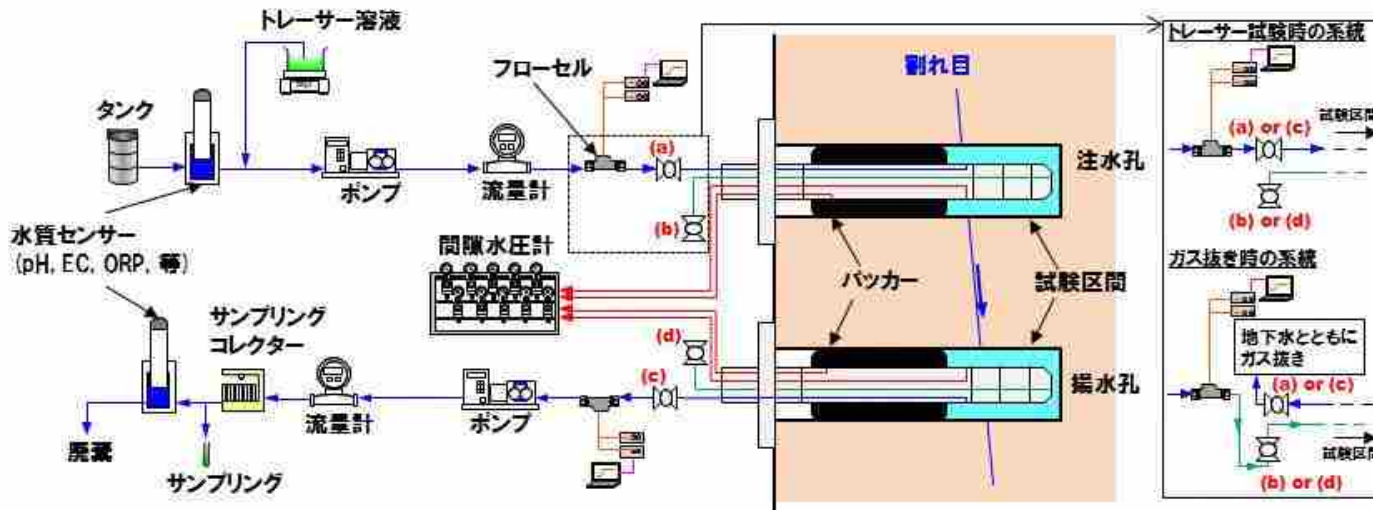 トレーサー溶液
タンク
ポンプ
流量計
フローセル
(a)
(b)
水質センサー
(pH, EC, ORP, 等)
間隙水圧計
割れ目
注水孔
パッカー
試験区間
揚水孔
(d)
(c)
サンプリング
コレクター
流量計
ポンプ
廃棄
サンプリング
トレーサー試験時の系統
(a) or (c)
試験区間
(b) or (d)
ガス抜き時の系統
地下水とともに
ガス抜き
(a) or (c)
試験区間
(b) or (d)